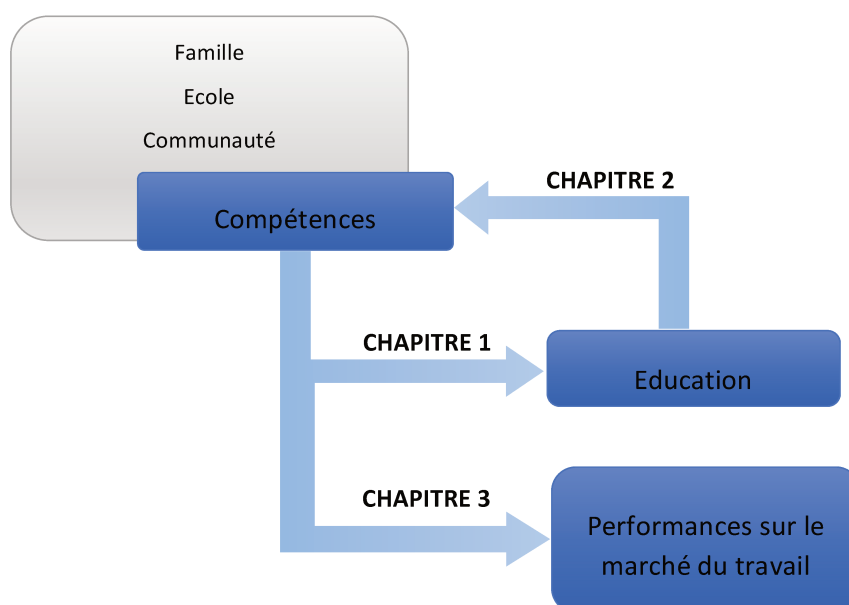 Famille
Ecole
Communauté
Compétences
CHAPITRE 2
CHAPITRE 1
Education
CHAPITRE 3
Performances sur le
marché du travail